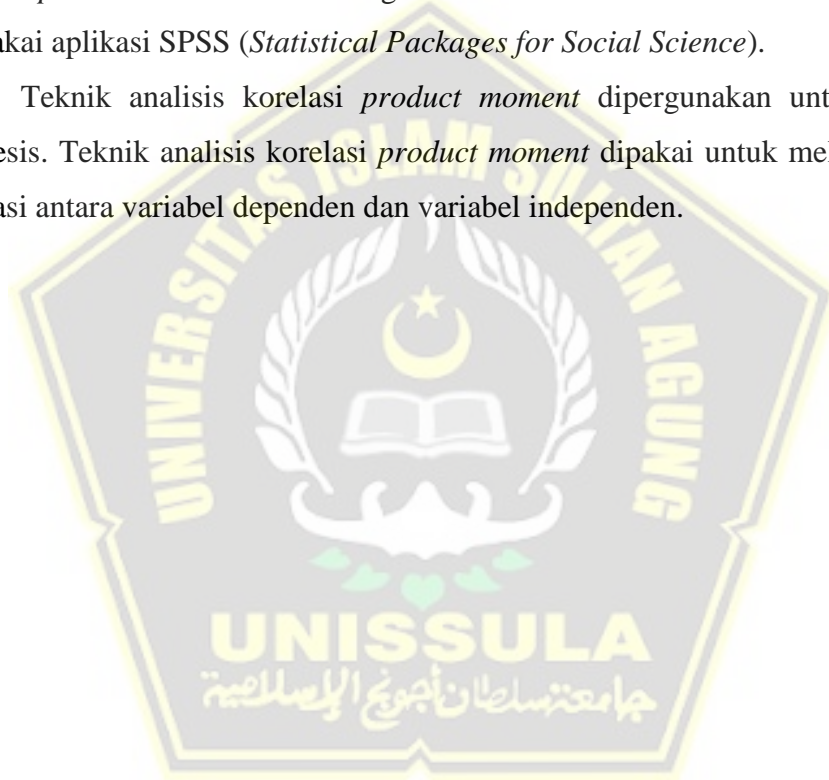 akai aplikasi SPSS (Statistical Packages for Social Science).
Teknik analisis korelasi product moment dipergunakan unt
esis. Teknik analisis korelasi product moment dipakai untuk mel
asi antara variabel dependen dan variabel independen.
UNIVERSITAS ISLAM SULTAN AGUNG
UNISSULA
جامعة سلطان أجونج الإسلامية